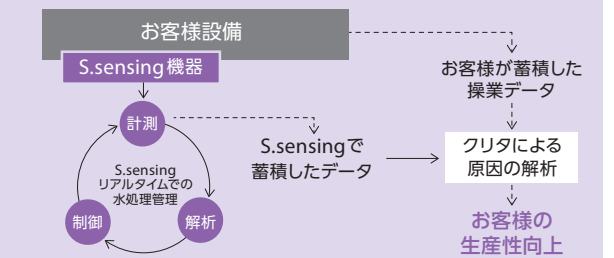 お客様設備
S.sensing機器
計測
S.sensing
リアルタイムでの
水処理管理
制御
解析
S.sensingで
蓄積したデータ
お客様が蓄積した
操業データ
クリタによる
原因の解析
お客様の
生産性向上